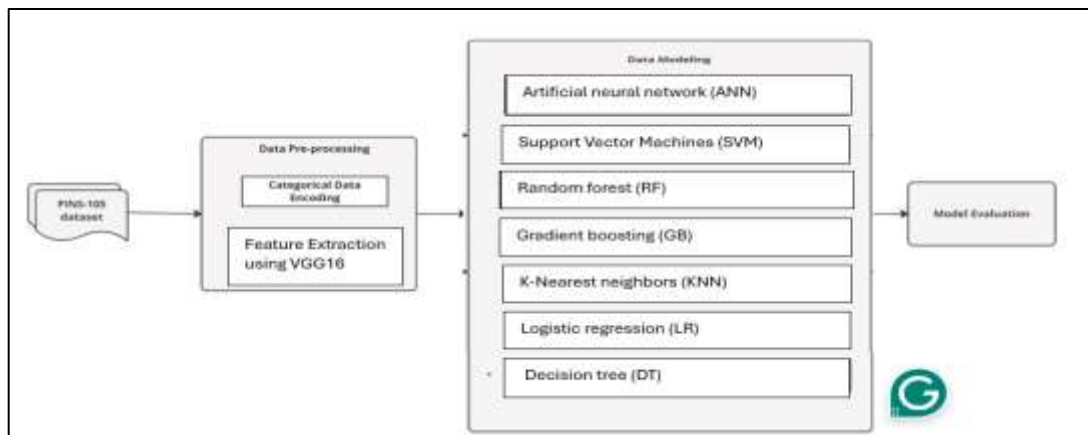 Data Modeling
Artificial neural network (ANN)
Support Vector Machines (SVM)
Random forest (RF)
Gradient boosting (GB)
K-Nearest neighbors (KNN)
Logistic regression (LR)
Decision tree (DT)
Data Pre-processing
Categorical Data
Encoding
Feature Extraction
using VGG16
PINS-105
dataset
Model Evaluation
G